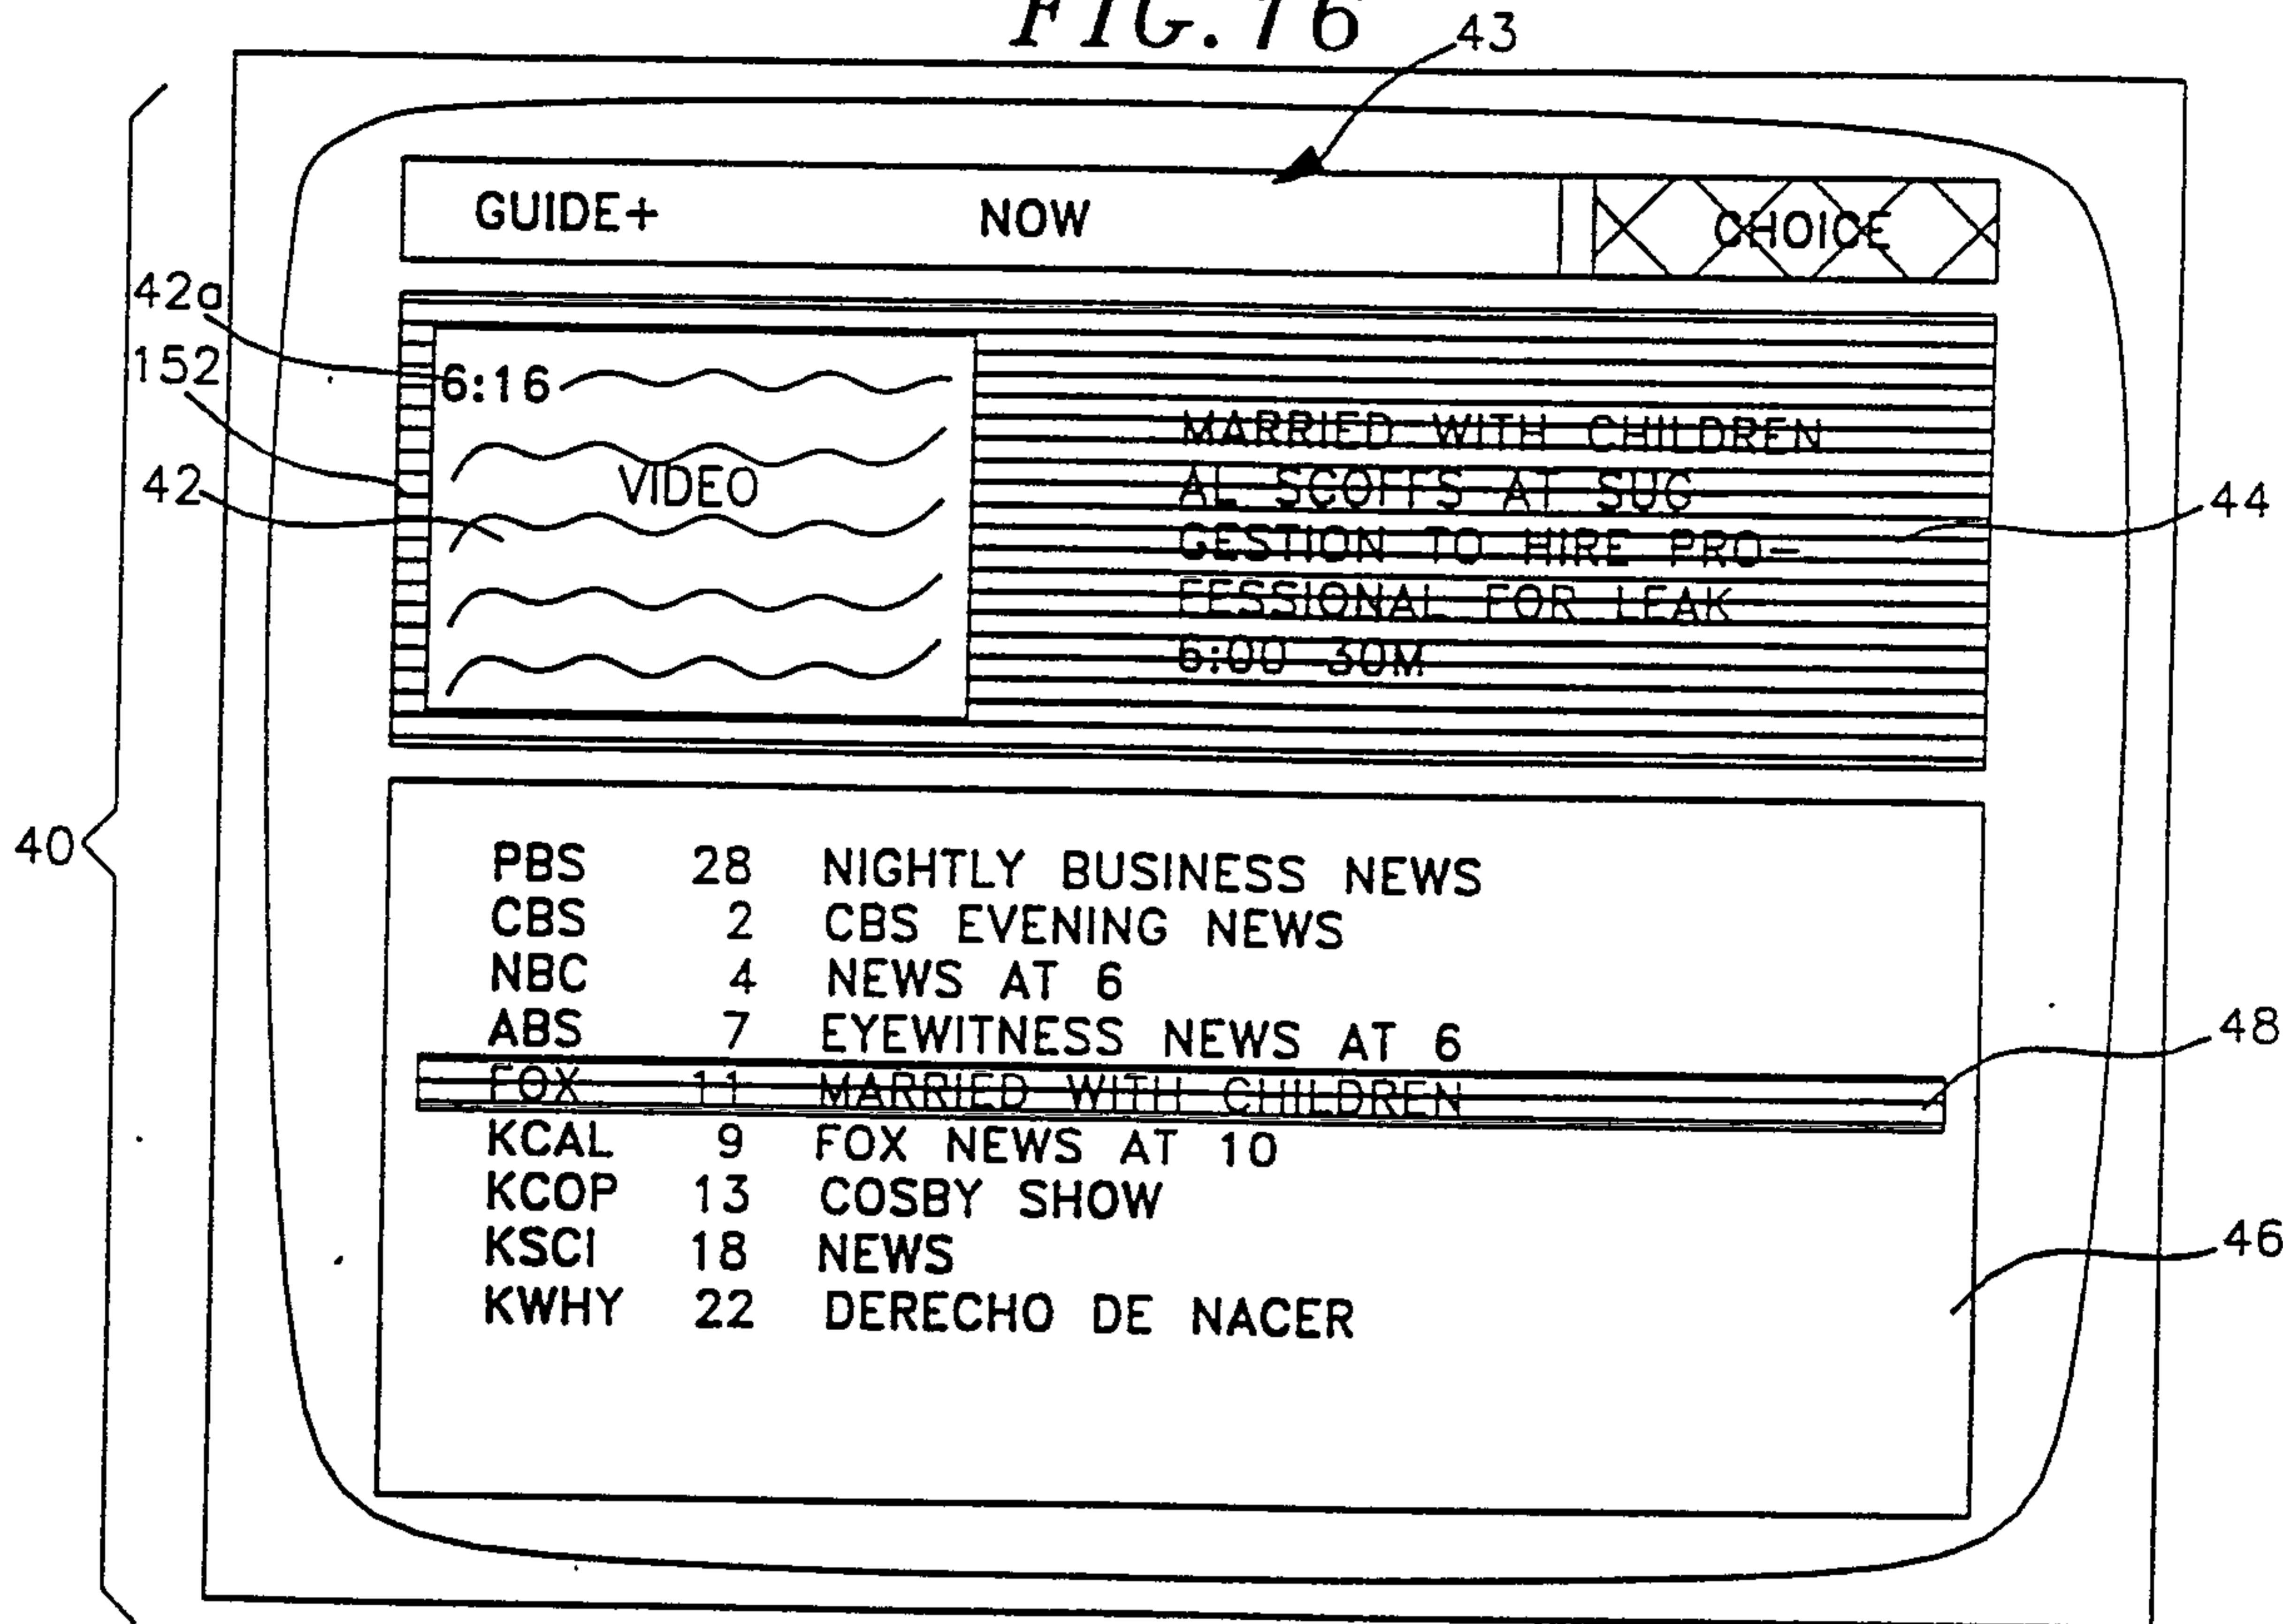 FIG.16
43
GUIDE+ NOW CHOICE
42a
152
42
6:16
VIDEO
MARRIED WITH CHILDREN
AL SCOFFS AT SUG
GESTION TO HIRE PRO-
FESSIONAL FOR LEAK
6:00 30M
44
40
PBS 28 NIGHTLY BUSINESS NEWS
CBS 2 CBS EVENING NEWS
NBC 4 NEWS AT 6
ABS 7 EYEWITNESS NEWS AT 6
FOX 11 MARRIED WITH CHILDREN
48
KCAL 9 FOX NEWS AT 10
KCOP 13 COSBY SHOW
KSCI 18 NEWS
46
KWHY 22 DERECHO DE NACER